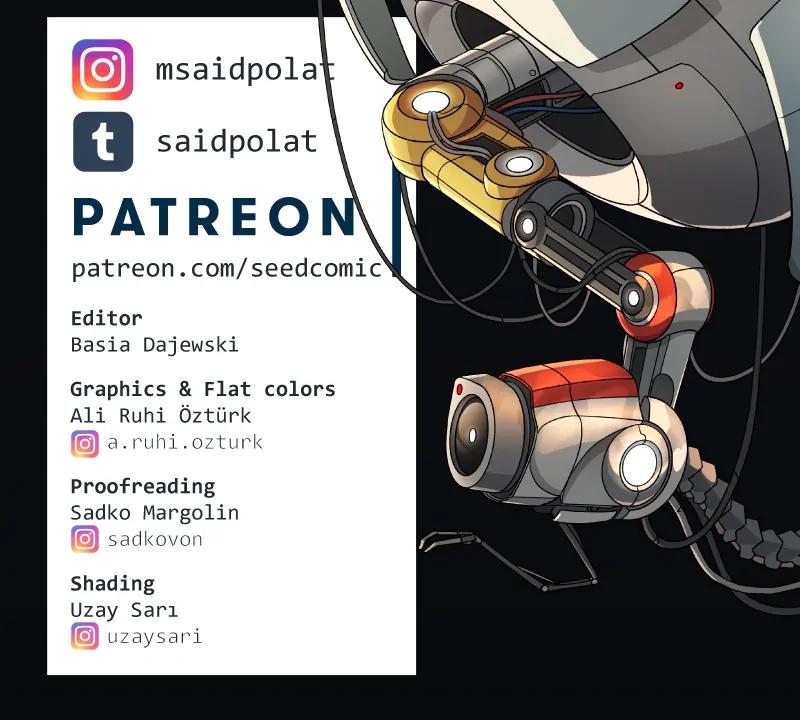 msaidpolat
saidpolat
PATREON
patreon.com/seedcomic
Editor
Basia Dajewski
Graphics & Flat colors
Ali Ruhi Öztürk
a.ruhi.ozturk
Proofreading
Sadko Margolin
sadkovon
Shading
Uzay Sarı
uzaysari